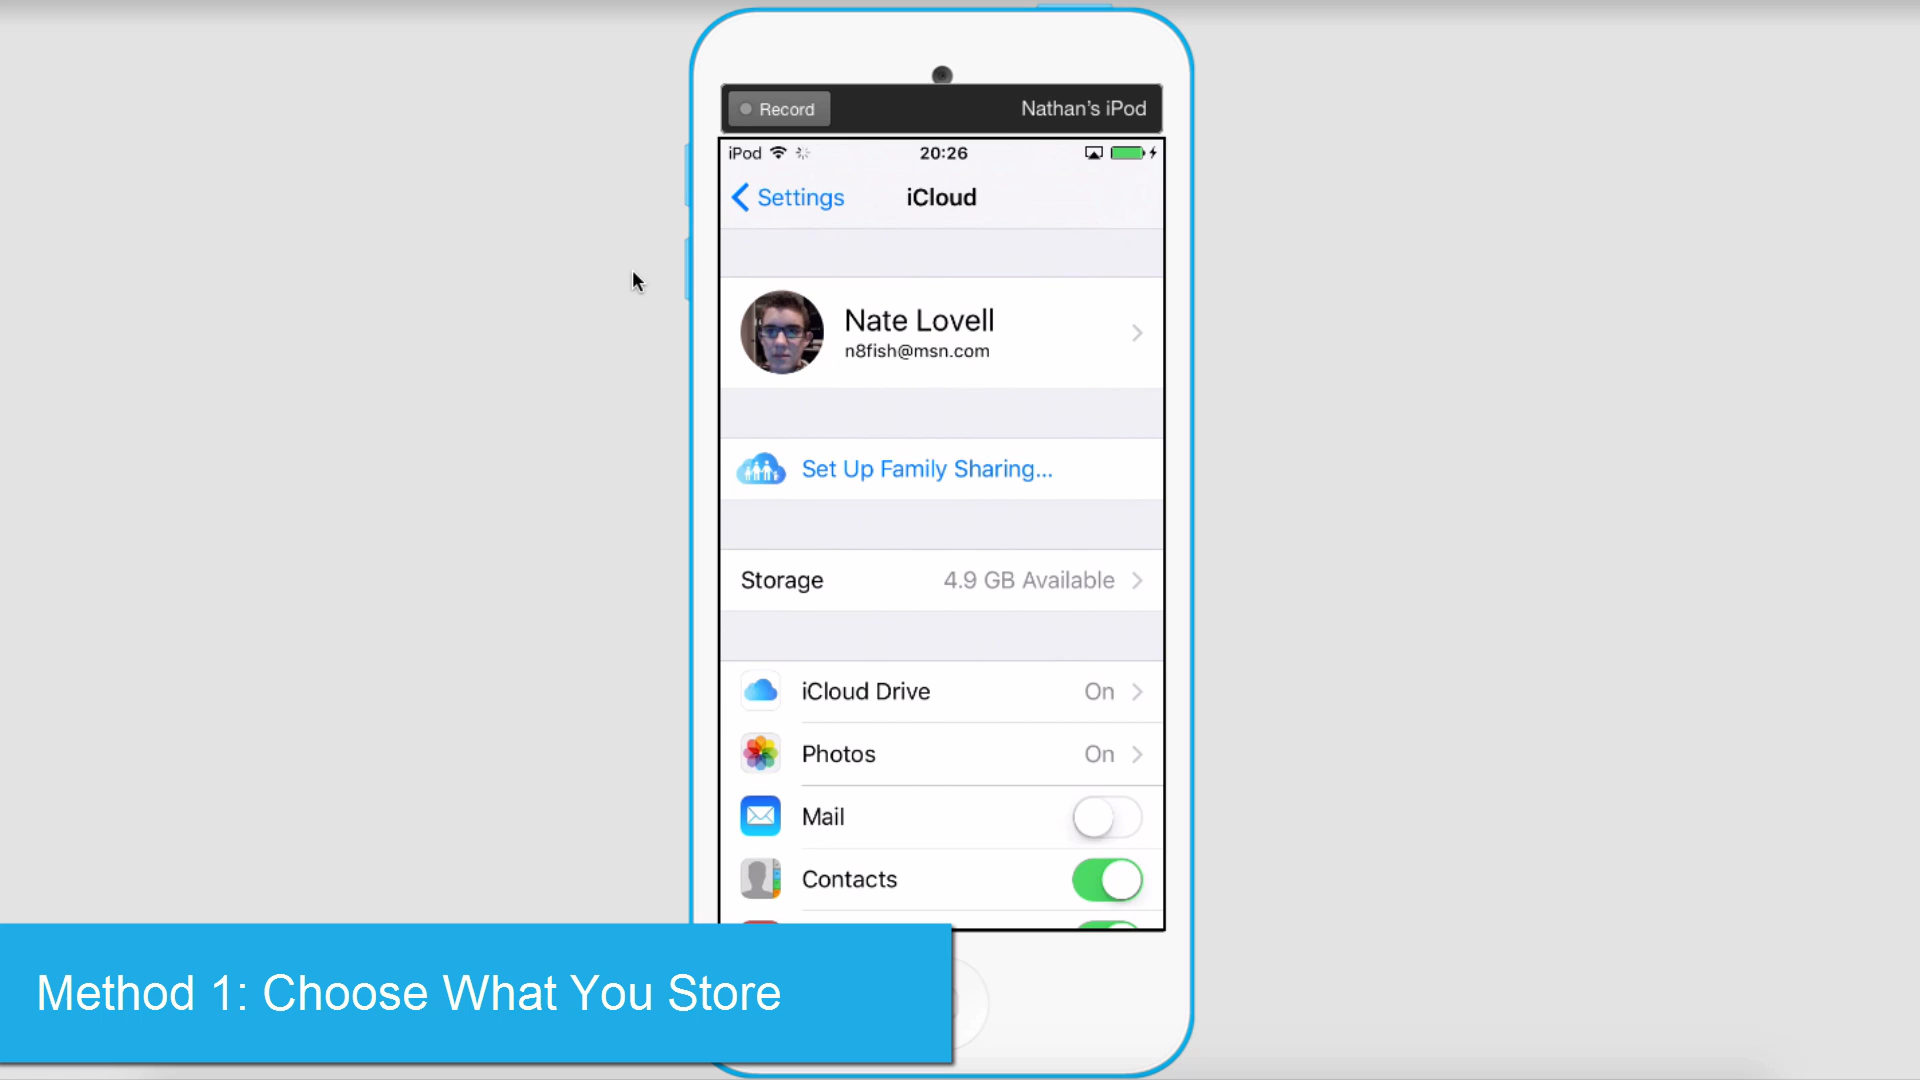 Record
Nathan's iPod
iPod
20:26
Settings
iCloud
Nate Lovell
n8fish@msn.com
Set Up Family Sharing...
Storage
4.9 GB Available
iCloud Drive
On
Photos
On
Mail
Contacts
Method 1: Choose What You Store